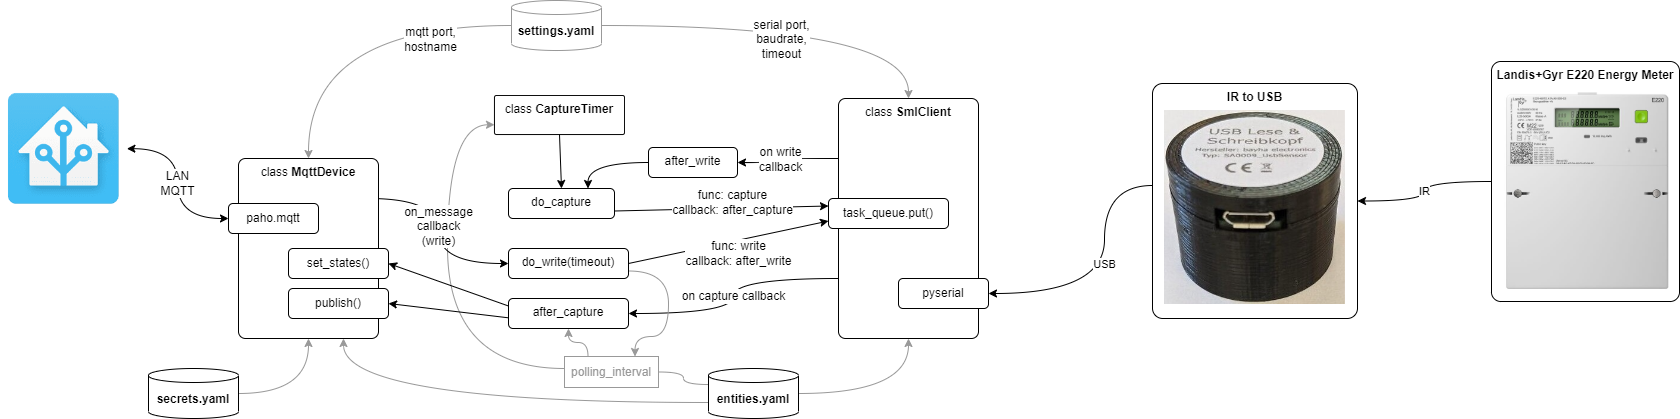 settings.yaml
mqtt port,
hostname
serial port,
baudrate,
timeout
Landis+Gyr E220 Energy Meter
E220
IR to USB
USB Lese &
Schreibkopf
Hersteller: bayha electronics
Typ: SA0009_UsbSensor
CE
class CaptureTimer
class SmlClient
after_write
on write
callback
class MqttDevice
LAN
MQTT
paho.mqtt
do_capture
func: capture
callback: after_capture
task_queue.put()
IR
on_message
callback
(write)
func: write
callback: after_write
set_states()
do_write(timeout)
USB
pyserial
publish()
on capture callback
after_capture
polling_interval
secrets.yaml
entities.yaml